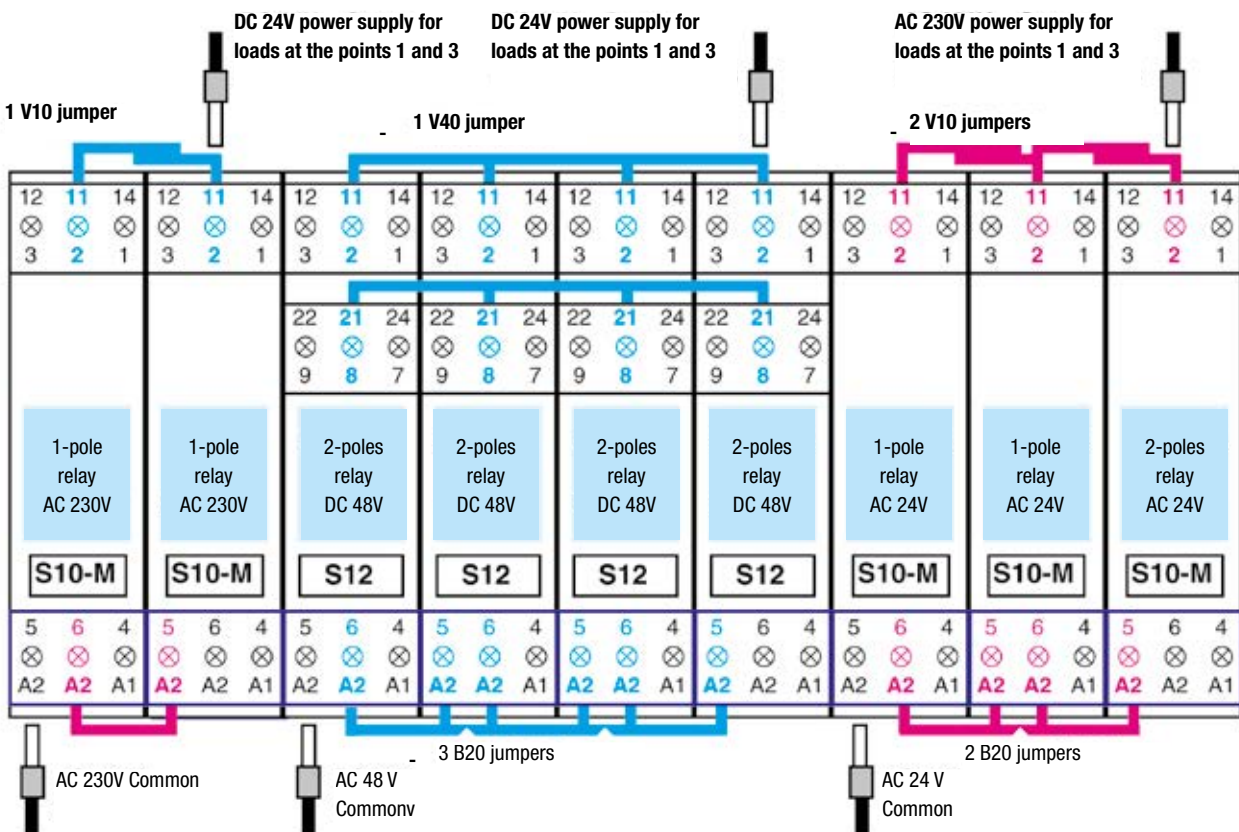 DC 24V power supply for
loads at the points 1 and 3
DC 24V power supply for
loads at the points 1 and 3
AC 230V power supply for
loads at the points 1 and 3
1 V10 jumper
- 1 V40 jumper
- 2 V10 jumpers
12 11 14 12 11 14 12 11 14 12 11 14 12 11 14 12 11 14 12 11 14 12 11 14 12 11 14
3 2 1 3 2 1 3 2 1 3 2 1 3 2 1 3 2 1 3 2 1 3 2 1 3 2 1
22 21 24 22 21 24 22 21 24 22 21 24
9 8 7 9 8 7 9 8 7 9 8 7
1-pole
relay
AC 230V
1-pole
relay
AC 230V
2-poles
relay
DC 48V
2-poles
relay
DC 48V
2-poles
relay
DC 48V
2-poles
relay
DC 48V
1-pole
relay
AC 24V
1-pole
relay
AC 24V
2-poles
relay
AC 24V
S10-M S10-M S12 S12 S12 S12 S10-M S10-M S10-M
5 6 4 5 6 4 5 6 4 5 6 4 5 6 4 5 6 4 5 6 4 5 6 4 5 6 4
A2 A2 A1 A2 A2 A1 A2 A2 A1 A2 A2 A1 A2 A2 A1 A2 A2 A1 A2 A2 A1 A2 A2 A1 A2 A2 A1
- 3 B20 jumpers
2 B20 jumpers
AC 230V Common
AC 48 V
Commonv
AC 24 V
Common